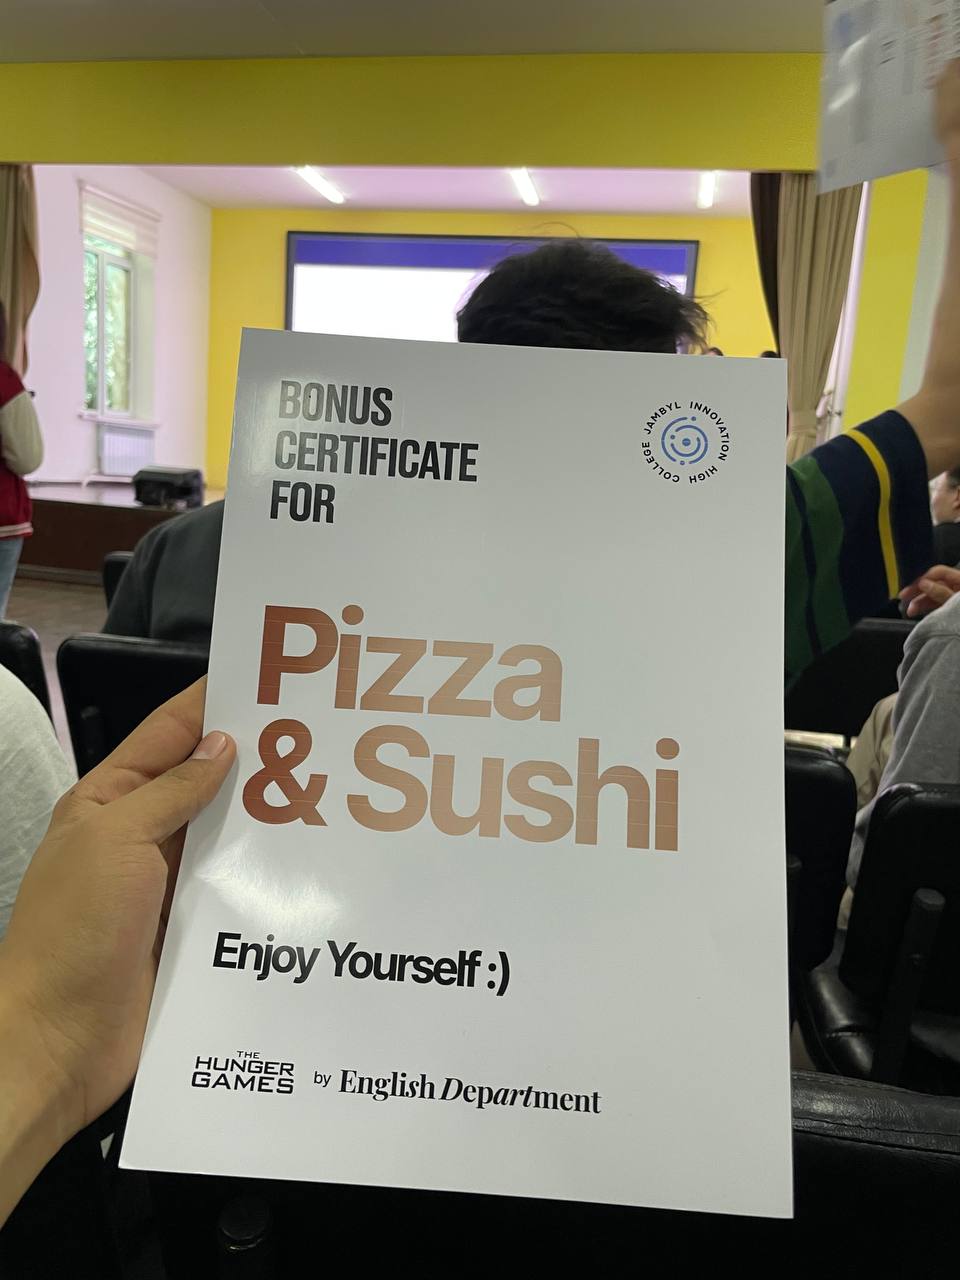 BONUS
CERTIFICATE
FOR
JAMBYL INNOVATION HIGH COLLEGE
Pizza
& Sushi
Enjoy Yourself :)
THE
HUNGER
GAMES
by English Department